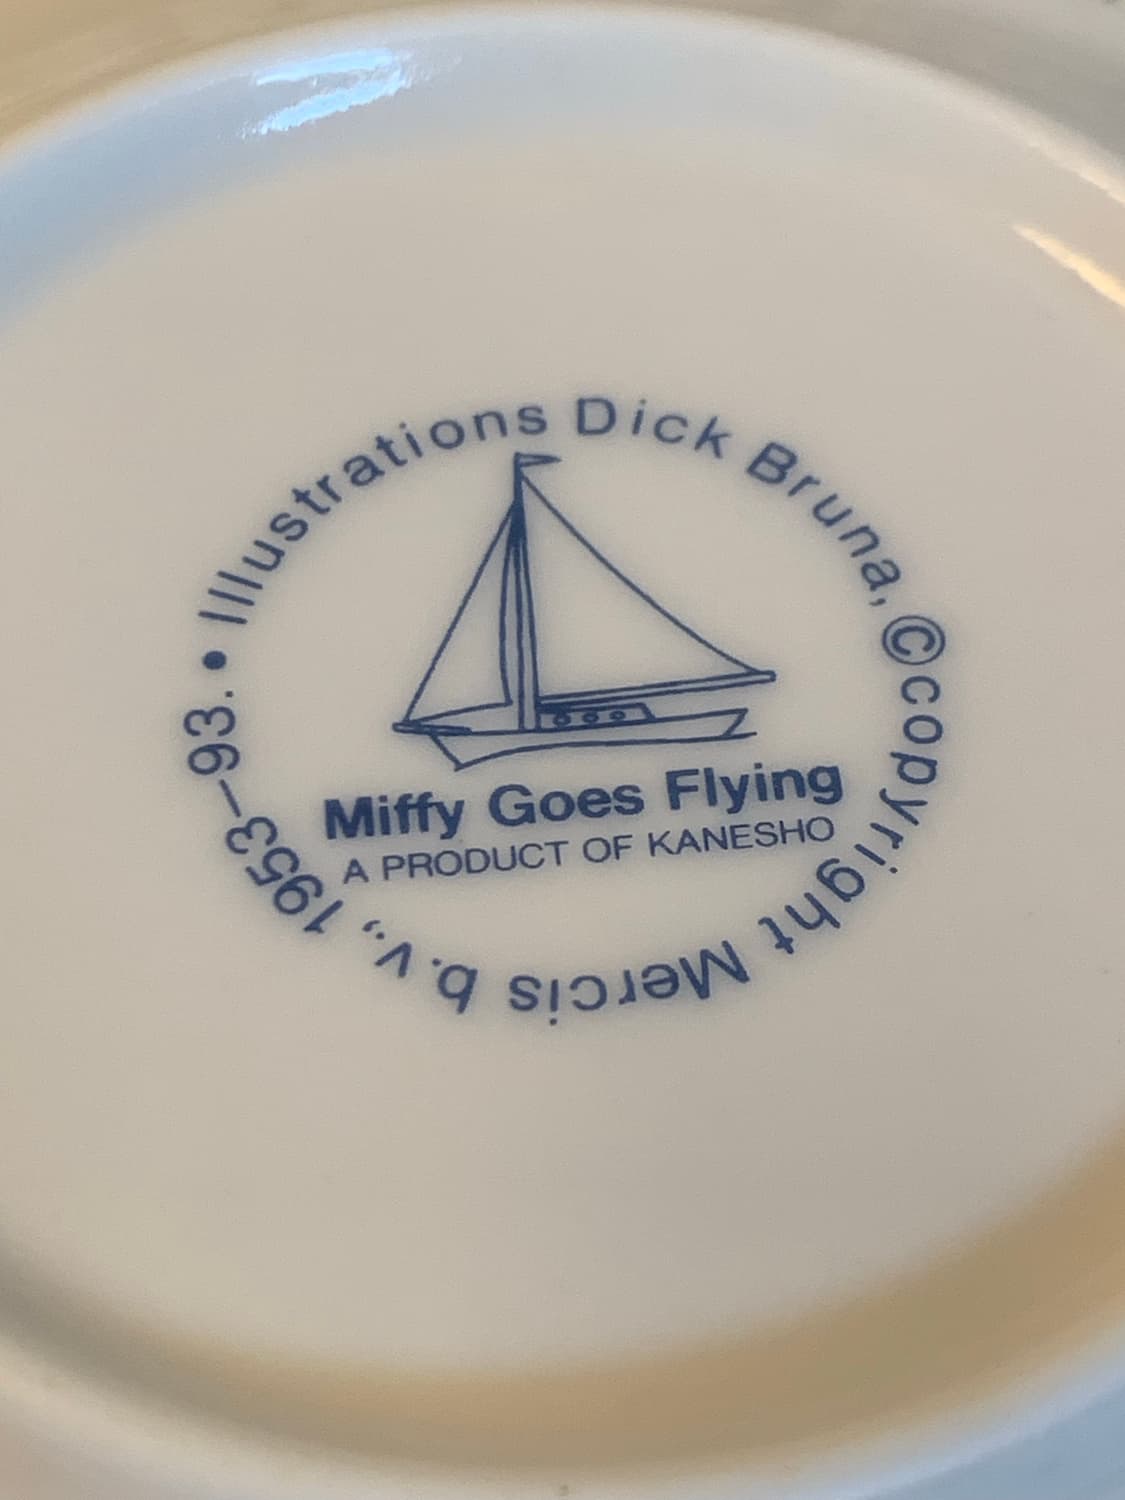 • Illustrations Dick Bruna, ©copyright Mercis b.v., 1953–93.
Miffy Goes Flying
A PRODUCT OF KANESHO